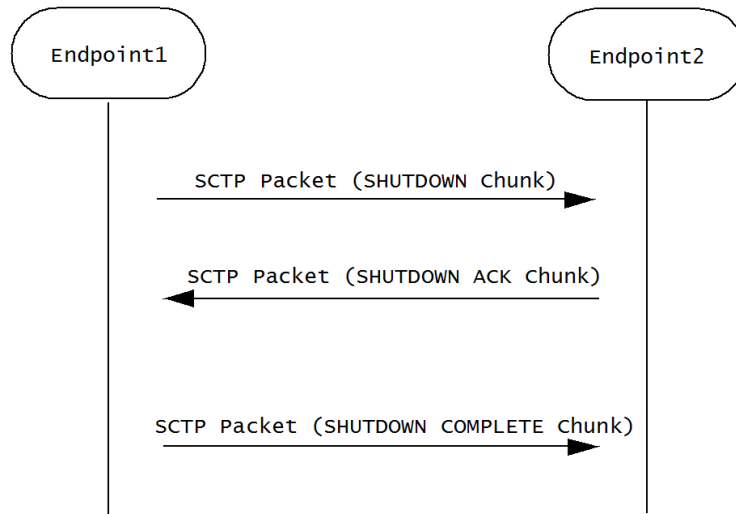 Endpoint1
Endpoint2
SCTP Packet (SHUTDOWN Chunk)
SCTP Packet (SHUTDOWN ACK Chunk)
SCTP Packet (SHUTDOWN COMPLETE Chunk)